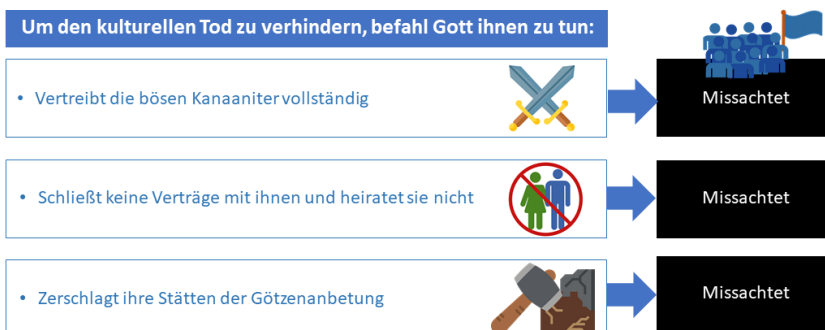 Um den kulturellen Tod zu verhindern, befahl Gott ihnen zu tun:
• Vertreibt die bösen Kanaaniter vollständig
Missachtet
• Schließt keine Verträge mit ihnen und heiratet sie nicht
Missachtet
• Zerschlagt ihre Stätten der Götzenanbetung
Missachtet